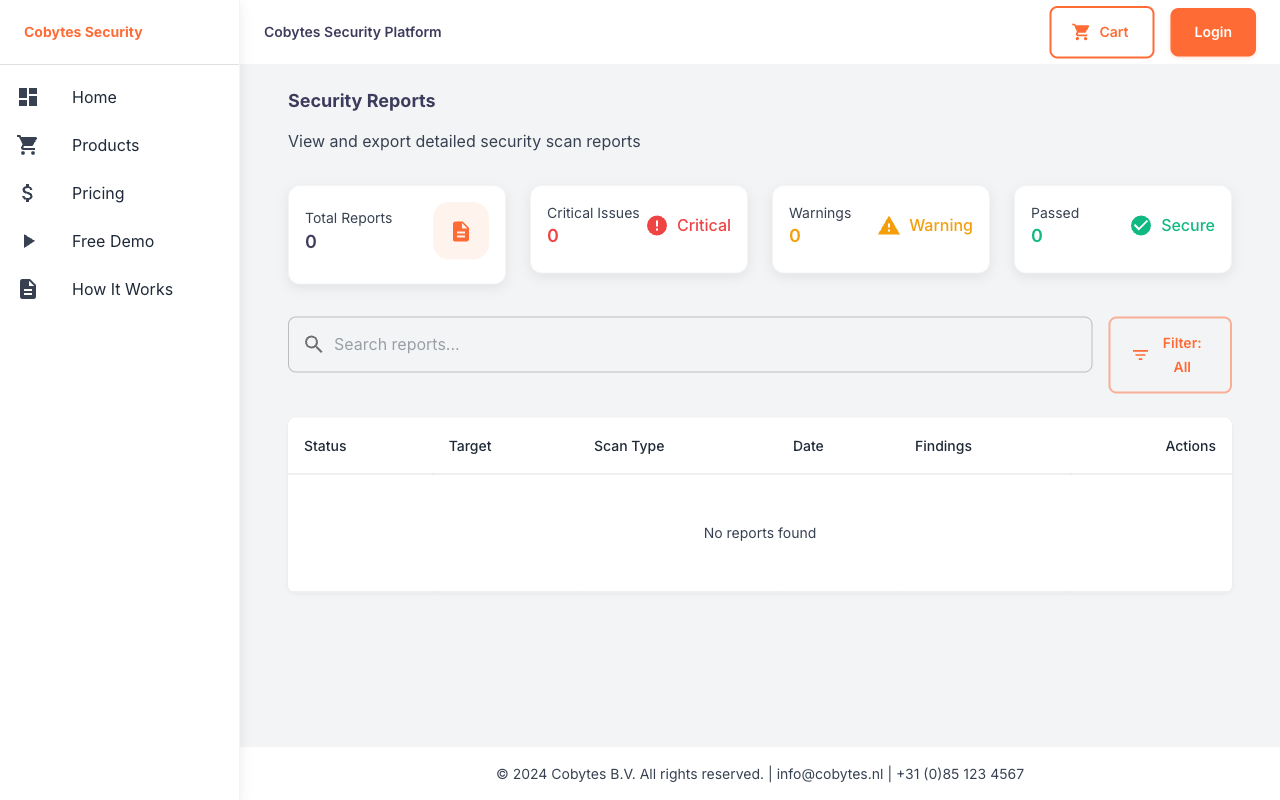 Cobytes Security
Cobytes Security Platform
Cart
Login
Home
Products
Pricing
Free Demo
How It Works
Security Reports
View and export detailed security scan reports
Total Reports
0
Critical Issues
0
Critical
Warnings
0
Warning
Passed
0
Secure
Search reports...
Filter:
All
Status Target Scan Type Date Findings Actions
No reports found
© 2024 Cobytes B.V. All rights reserved. | info@cobytes.nl | +31 (0)85 123 4567